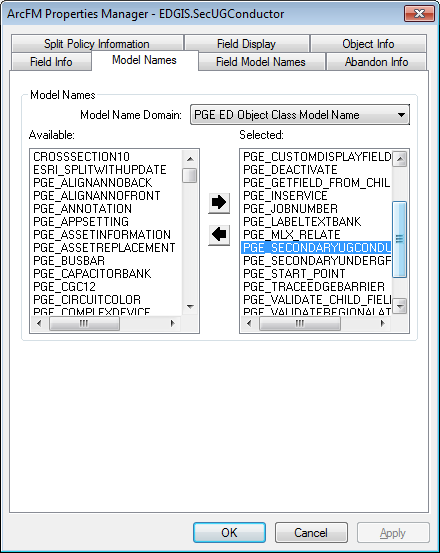 ArcFM Properties Manager - EDGIS.SecUGConductor
Split Policy Information Field Display Object Info
Field Info Model Names Field Model Names Abandon Info
Model Names
Model Name Domain: PGE ED Object Class Model Name
Available: Selected:
CROSSSECTION10
ESRI_SPLITWITHUPDATE
PGE_ALIGNANNOBACK
PGE_ALIGNANNOFRONT
PGE_ANNOTATION
PGE_APPSETTING
PGE_ASSETINFORMATION
PGE_ASSETREPLACEMENT
PGE_BUSBAR
PGE_CAPACITORBANK
PGE_CGC12
PGE_CIRCUITCOLOR
PGE_COMPLEXDEVICE
PGE_CUSTOMDISPLAYFIELD
PGE_DEACTIVATE
PGE_GETFIELD_FROM_CHIL
PGE_INSERVICE
PGE_JOBNUMBER
PGE_LABELTEXTBANK
PGE_MLX_RELATE
PGE_SECONDARYUGCONDU
PGE_SECONDARYUNDERGF
PGE_START_POINT
PGE_TRACEEDGEBARRIER
PGE_VALIDATE_CHILD_FIEL
PGE_VALIDATEREGIONALAT
OK Cancel Apply